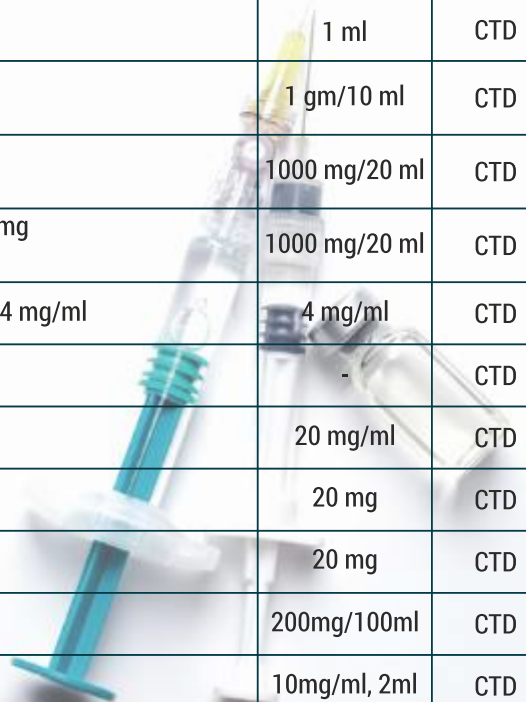 1 ml CTD
1 gm/10 ml CTD
1000 mg/20 ml CTD
mg 1000 mg/20 ml CTD
4 mg/ml 4 mg/ml CTD
- CTD
20 mg/ml CTD
20 mg CTD
20 mg CTD
200mg/100ml CTD
10mg/ml, 2ml CTD